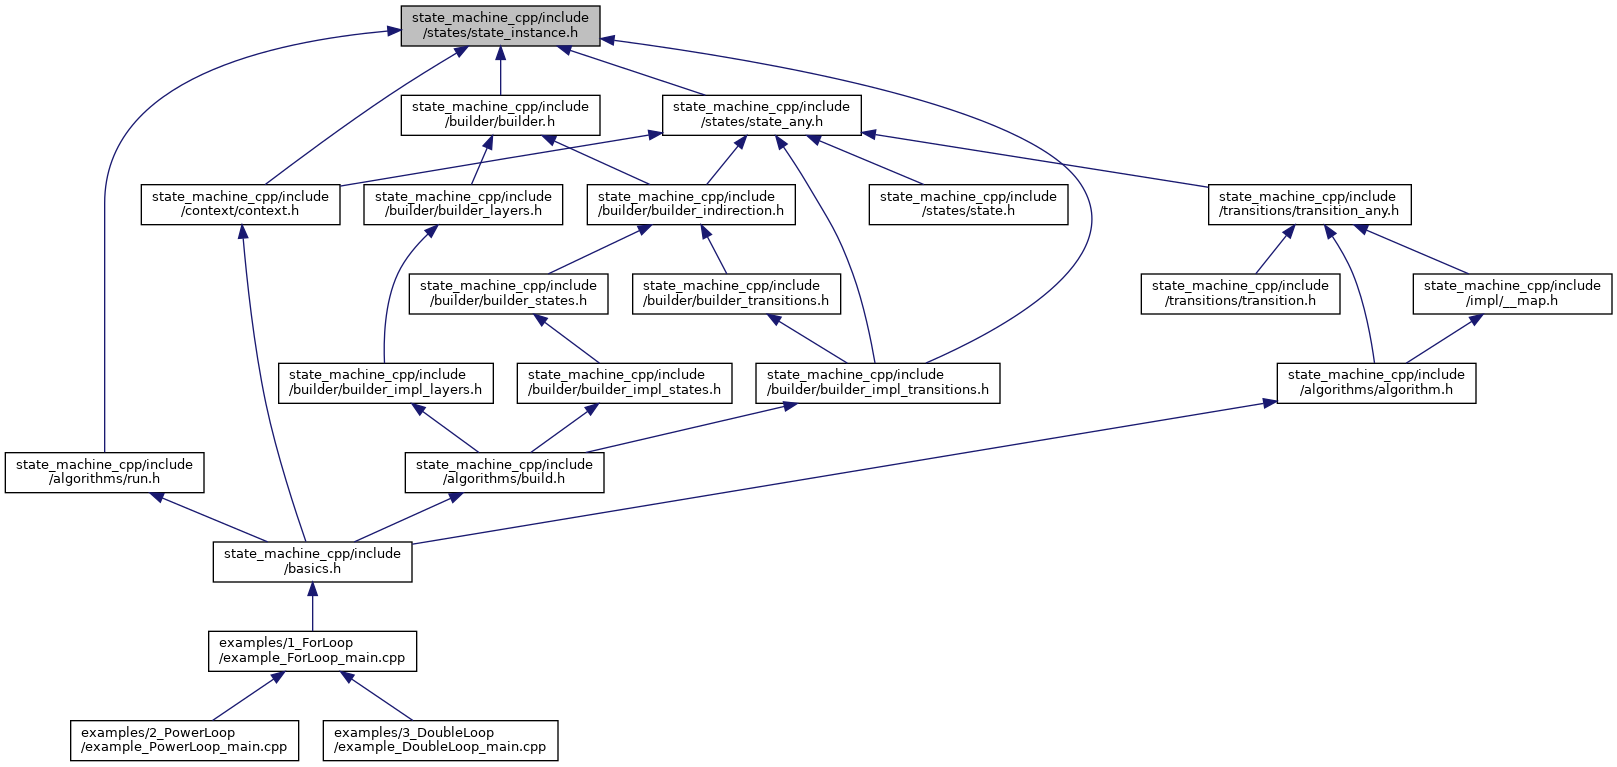 state_machine_cpp/include
/states/state_instance.h
state_machine_cpp/include
/builder/builder.h
state_machine_cpp/include
/states/state_any.h
state_machine_cpp/include
/context/context.h
state_machine_cpp/include
/builder/builder_layers.h
state_machine_cpp/include
/builder/builder_indirection.h
state_machine_cpp/include
/states/state.h
state_machine_cpp/include
/transitions/transition_any.h
state_machine_cpp/include
/builder/builder_states.h
state_machine_cpp/include
/builder/builder_transitions.h
state_machine_cpp/include
/transitions/transition.h
state_machine_cpp/include
/impl/__map.h
state_machine_cpp/include
/builder/builder_impl_layers.h
state_machine_cpp/include
/builder/builder_impl_states.h
state_machine_cpp/include
/builder/builder_impl_transitions.h
state_machine_cpp/include
/algorithms/algorithm.h
state_machine_cpp/include
/algorithms/run.h
state_machine_cpp/include
/algorithms/build.h
state_machine_cpp/include
/basics.h
examples/1_ForLoop
/example_ForLoop_main.cpp
examples/2_PowerLoop
/example_PowerLoop_main.cpp
examples/3_DoubleLoop
/example_DoubleLoop_main.cpp